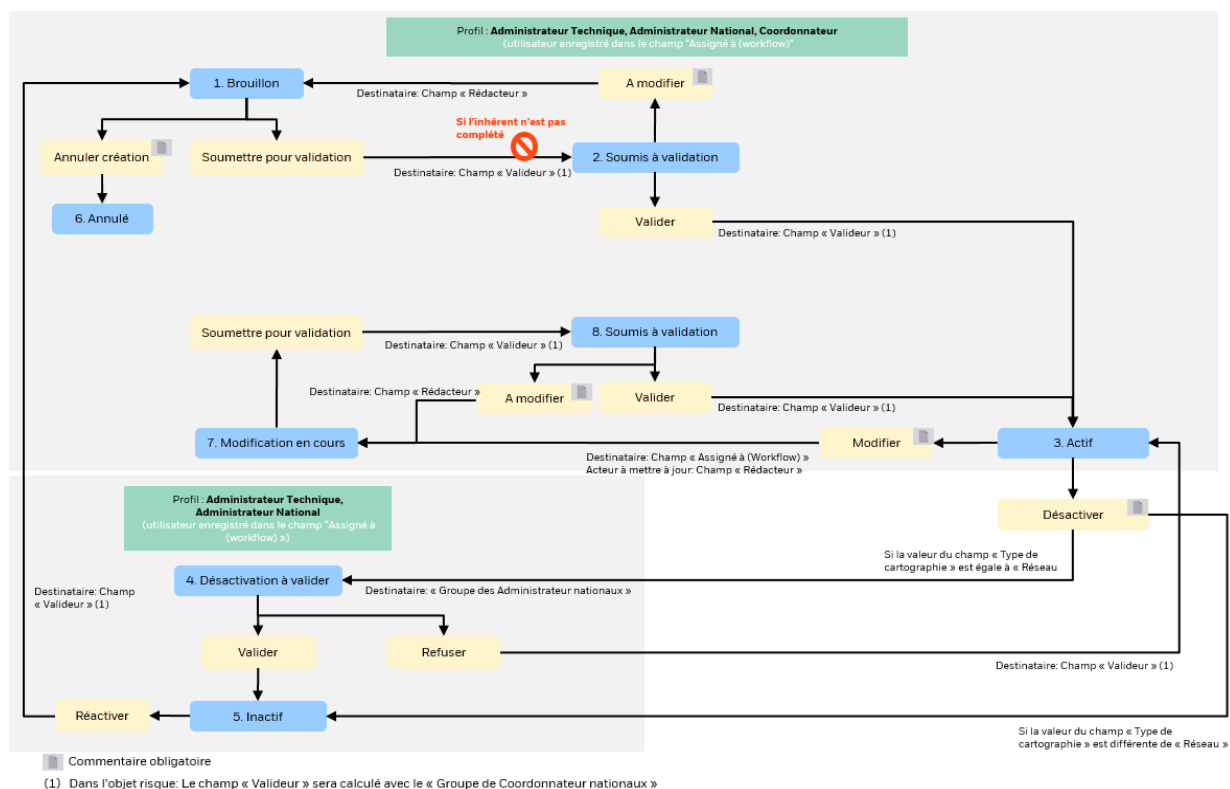 Profil : Administrateur Technique, Administrateur National, Coordonnateur
(utilisateur enregistré dans le champ "Assigné à (workflow)"
1. Brouillon
A modifier
Destinataire: Champ « Rédacteur »
Si l'inhérent n'est pas
complété
Annuler création
Soumettre pour validation
2. Soumis à validation
Destinataire: Champ « Valideur » (1)
6. Annulé
Valider
Destinataire: Champ « Valideur » (1)
Soumettre pour validation
8. Soumis à validation
Destinataire: Champ « Valideur » (1)
Destinataire: Champ « Rédacteur »
A modifier
Valider
Destinataire: Champ « Valideur » (1)
7. Modification en cours
Modifier
3. Actif
Destinataire: Champ « Assigné à (Workflow) »
Acteur à mettre à jour: Champ « Rédacteur »
Profil : Administrateur Technique,
Administrateur National
(utilisateur enregistré dans le champ "Assigné à
(workflow) »)
Désactiver
Si la valeur du champ « Type de
cartographie » est égale à « Réseau
4. Désactivation à valider
Destinataire: « Groupe des Administrateur nationaux »
Destinataire: Champ
« Valideur » (1)
Valider
Refuser
Destinataire: Champ « Valideur » (1)
Réactiver
5. Inactif
Si la valeur du champ « Type de
cartographie » est différente de « Réseau »
Commentaire obligatoire
(1) Dans l'objet risque: Le champ « Valideur » sera calculé avec le « Groupe de Coordonnateur nationaux »